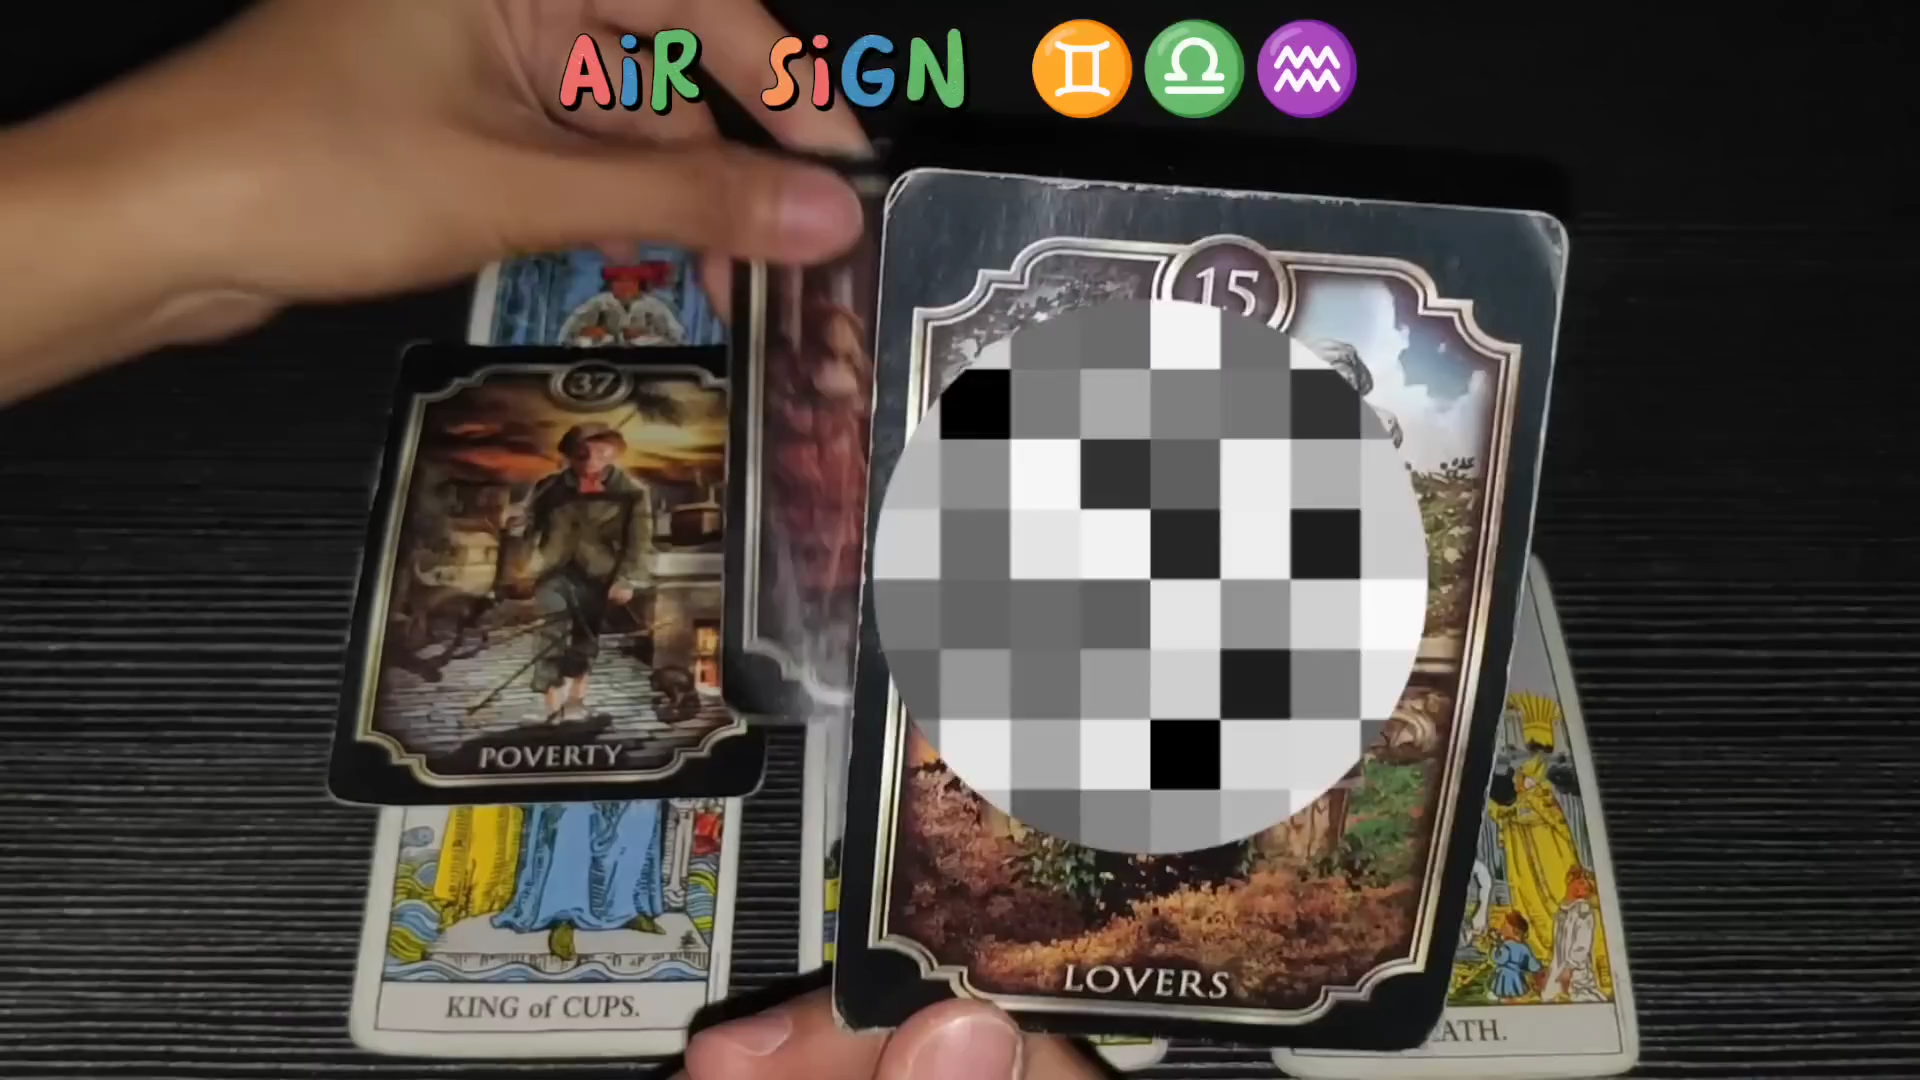 AiR SiGN
15
37
POVERTY
LOVERS
KING of CUPS.
ATH.